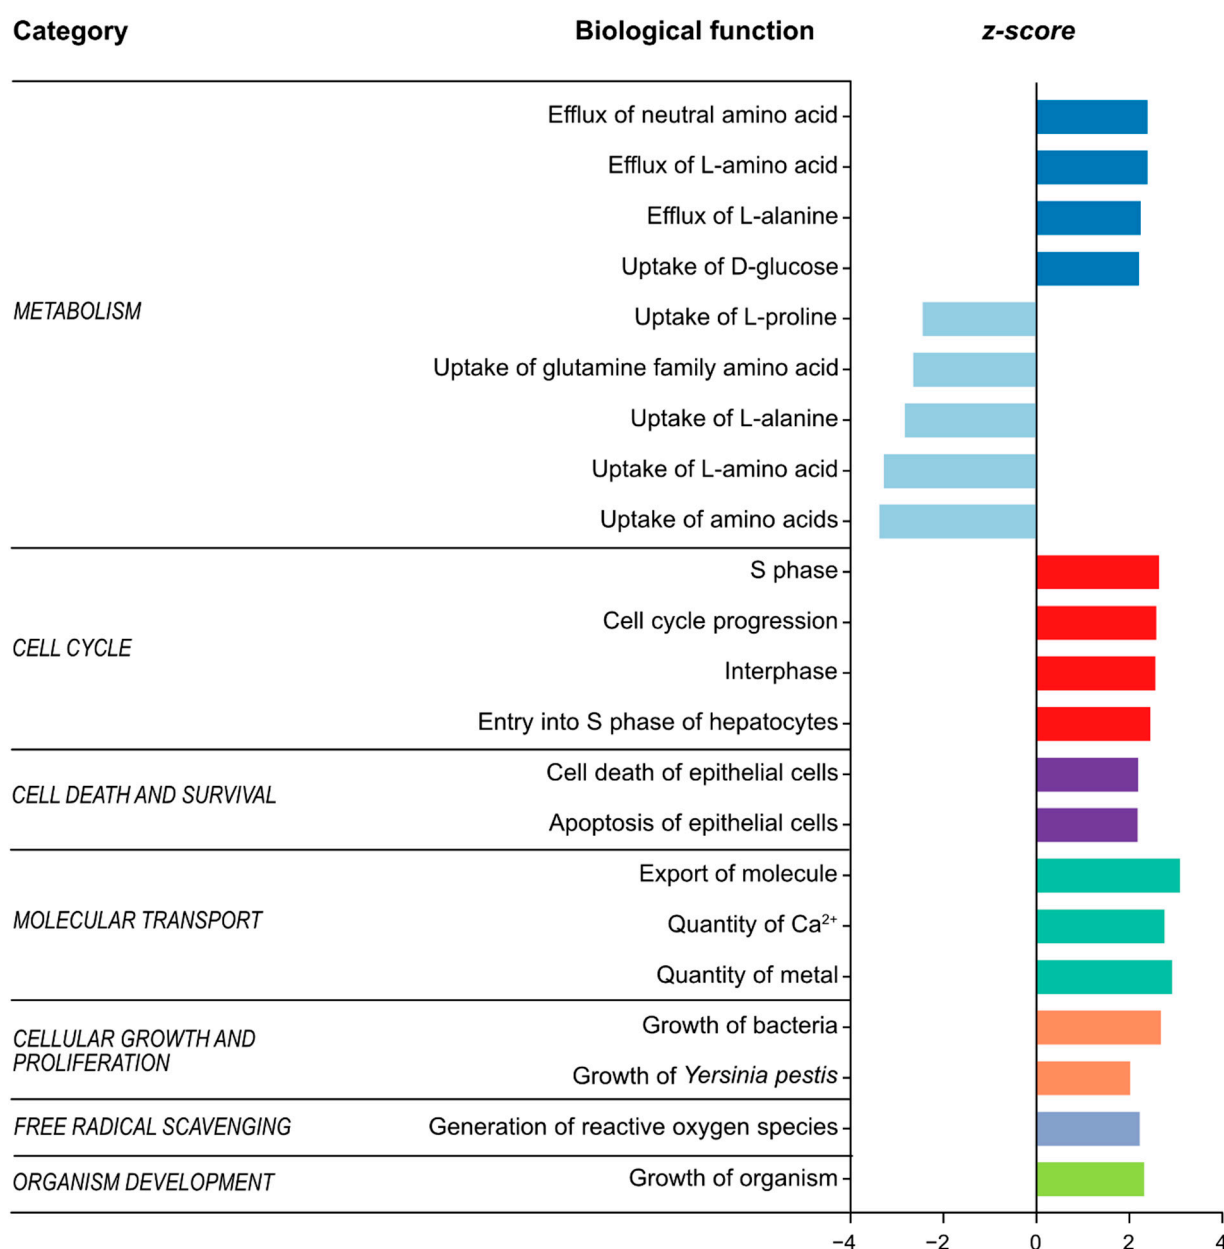 Category Biological function z-score
Efflux of neutral amino acid
Efflux of L-amino acid
Efflux of L-alanine
Uptake of D-glucose
METABOLISM
Uptake of L-proline
Uptake of glutamine family amino acid
Uptake of L-alanine
Uptake of L-amino acid
Uptake of amino acids
S phase
Cell cycle progression
CELL CYCLE
Interphase
Entry into S phase of hepatocytes
Cell death of epithelial cells
CELL DEATH AND SURVIVAL
Apoptosis of epithelial cells
Export of molecule
MOLECULAR TRANSPORT
Quantity of Ca²⁺
Quantity of metal
Growth of bacteria
CELLULAR GROWTH AND
PROLIFERATION
Growth of Yersinia pestis
FREE RADICAL SCAVENGING Generation of reactive oxygen species
ORGANISM DEVELOPMENT Growth of organism
−4 −2 0 2 4